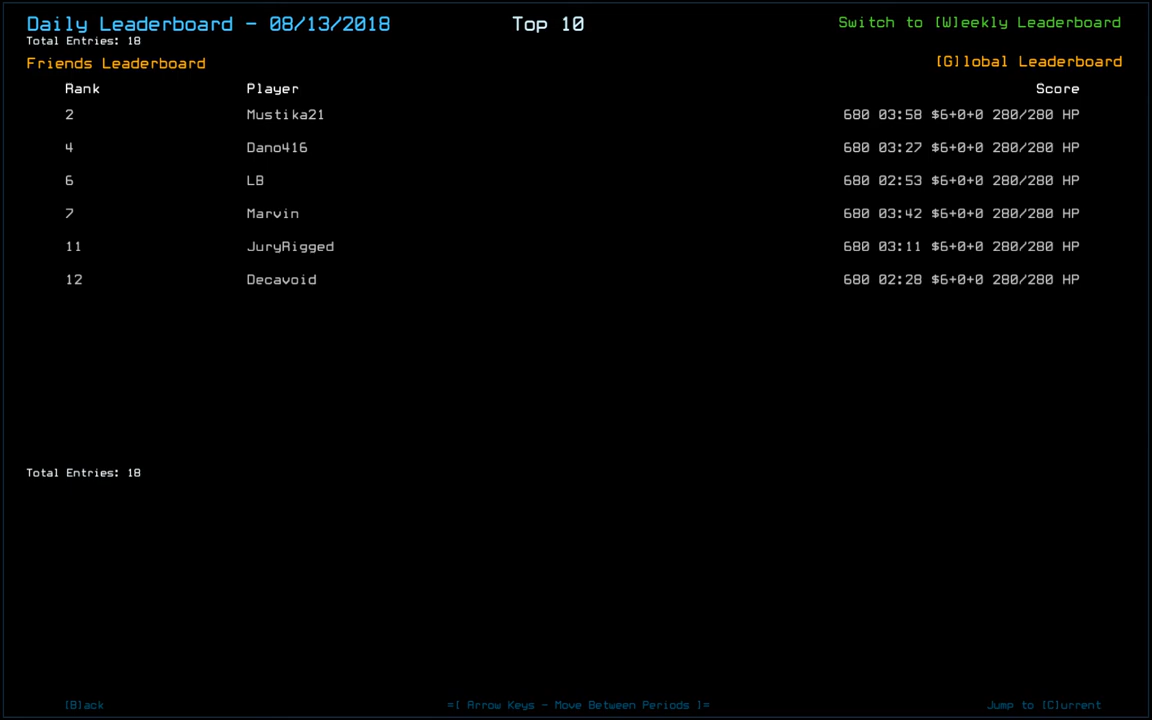 Daily Leaderboard - 08/13/2018 Top 10 Switch to [W]eekly Leaderboard
Total Entries: 18
Friends Leaderboard [G]lobal Leaderboard
Rank Player Score
2 Mustika21 680 03:58 $6+0+0 280/280 HP
4 Dano416 680 03:27 $6+0+0 280/280 HP
6 LB 680 02:53 $6+0+0 280/280 HP
7 Marvin 680 03:42 $6+0+0 280/280 HP
11 JuryRigged 680 03:11 $6+0+0 280/280 HP
12 Decavoid 680 02:28 $6+0+0 280/280 HP
Total Entries: 18
[B]ack =[ Arrow Keys - Move Between Periods ]= Jump to [C]urrent